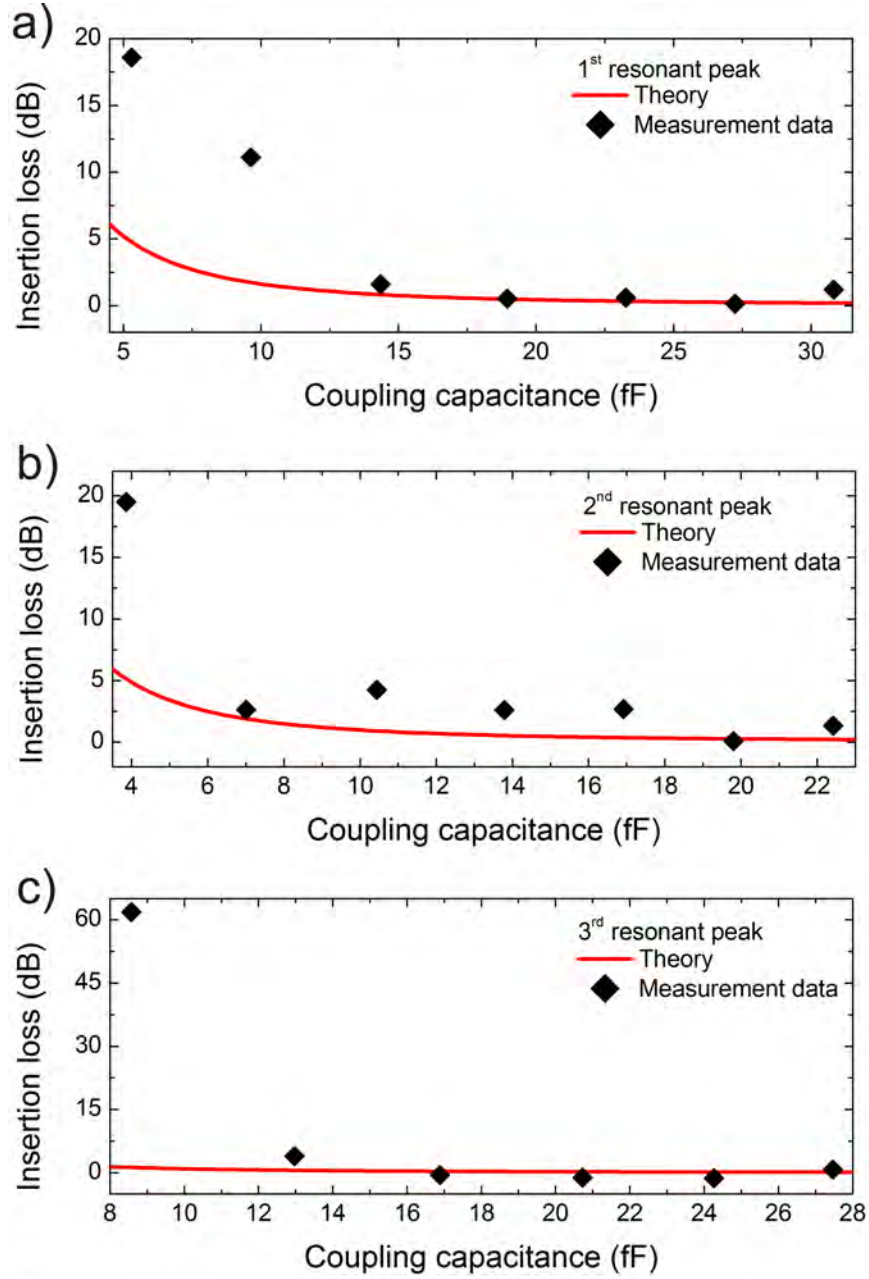 a)
Insertion loss (dB)
20
15
10
5
0
1st resonant peak
Theory
Measurement data
5 10 15 20 25 30
Coupling capacitance (fF)
b)
Insertion loss (dB)
20
15
10
5
0
2nd resonant peak
Theory
Measurement data
4 6 8 10 12 14 16 18 20 22
Coupling capacitance (fF)
c)
Insertion loss (dB)
60
45
30
15
0
3rd resonant peak
Theory
Measurement data
8 10 12 14 16 18 20 22 24 26 28
Coupling capacitance (fF)